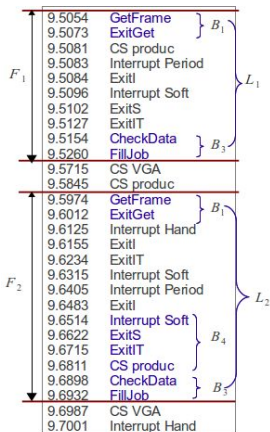 9.5054 GetFrame
9.5073 ExitGet
B1
9.5081 CS produc
9.5083 Interrupt Period
F1
9.5084 ExitI
L1
9.5096 Interrupt Soft
9.5102 ExitS
9.5127 ExitIT
9.5154 CheckData
B3
9.5260 FillJob
9.5715 CS VGA
9.5845 CS produc
9.5974 GetFrame
B1
9.6012 ExitGet
9.6125 Interrupt Hand
9.6155 ExitI
9.6234 ExitIT
9.6315 Interrupt Soft
F2
9.6405 Interrupt Period
L2
9.6483 ExitI
9.6514 Interrupt Soft
9.6622 ExitS
B4
9.6715 ExitIT
9.6811 CS produc
9.6898 CheckData
B3
9.6932 FillJob
9.6987 CS VGA
9.7001 Interrupt Hand